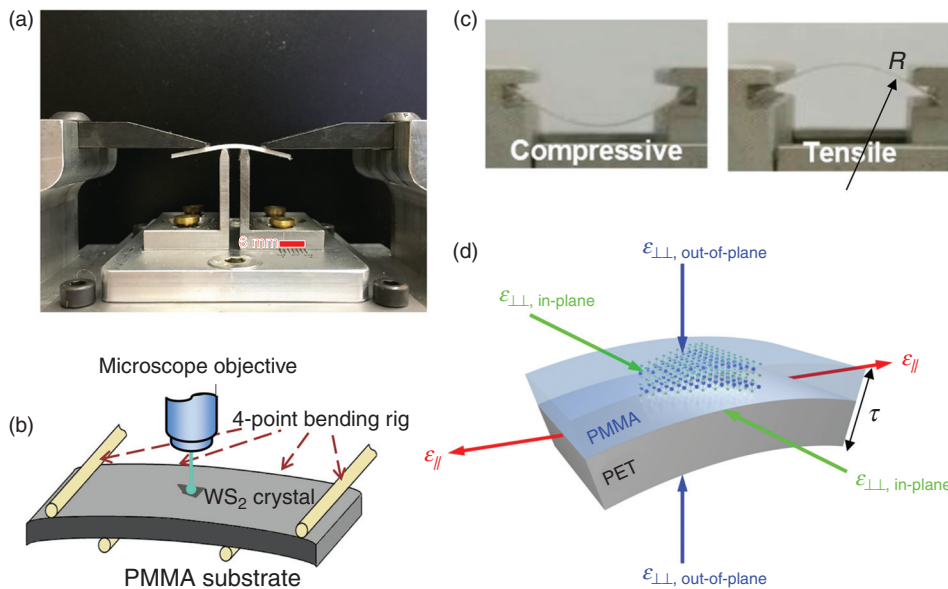 (a)
6 mm
(b)
Microscope objective
4-point bending rig
WS₂ crystal
PMMA substrate
(c)
Compressive
Tensile
R
(d)
ε⊥⊥, out-of-plane
ε⊥⊥, in-plane
ε//
τ
PMMA
PET
ε//
ε⊥⊥, in-plane
ε⊥⊥, out-of-plane